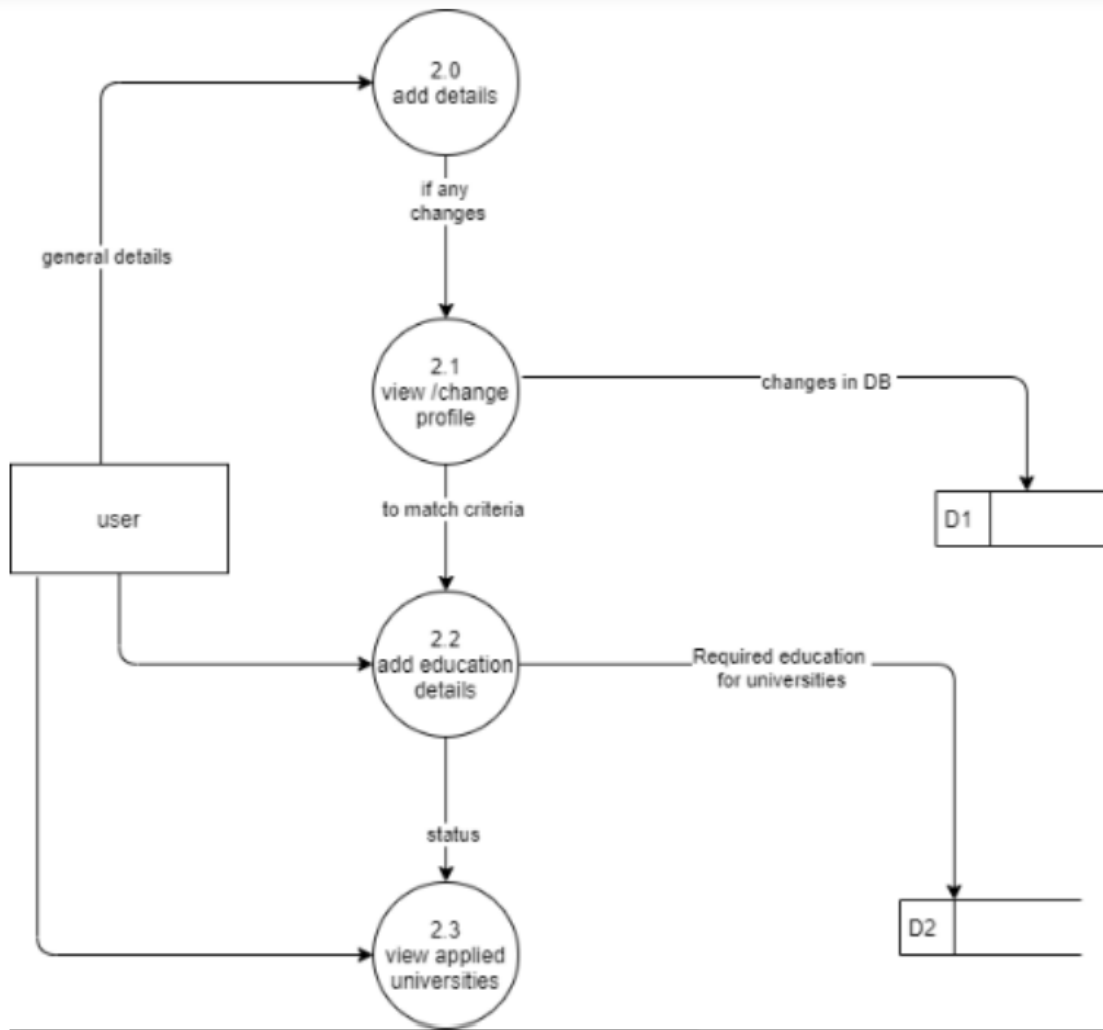 2.0
add details
if any
changes
general details
2.1
view /change
profile
changes in DB
to match criteria
D1
user
2.2
add education
details
Required education
for universities
status
2.3
view applied
universities
D2